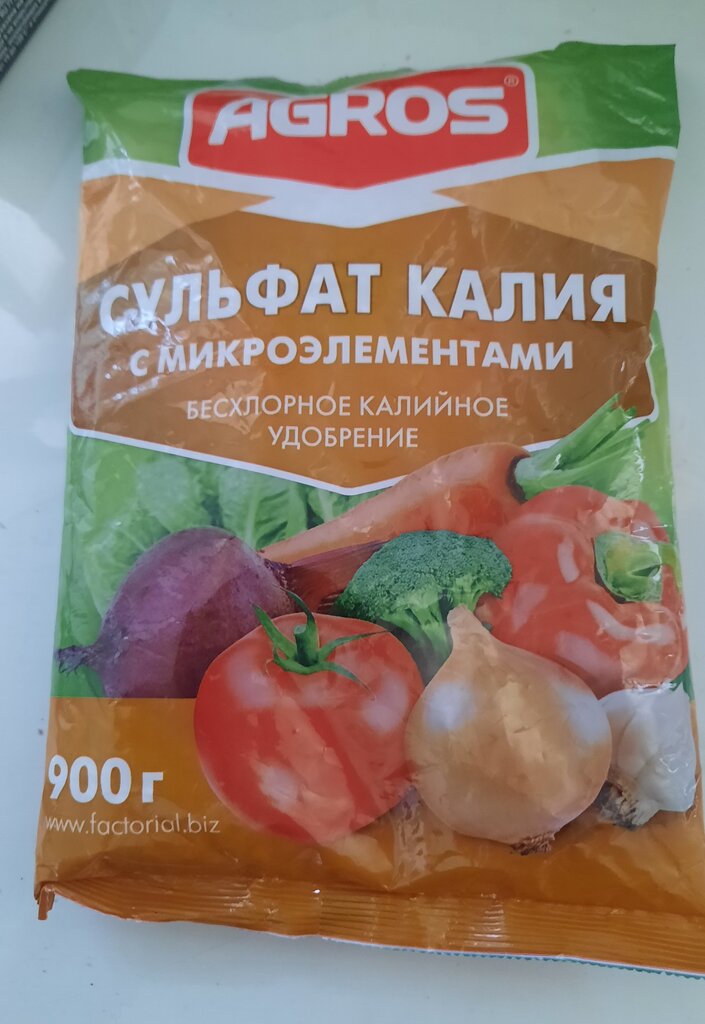 AGROS®
СУЛЬФАТ КАЛИЯ
С МИКРОЭЛЕМЕНТАМИ
БЕСХЛОРНОЕ КАЛИЙНОЕ
УДОБРЕНИЕ
900 г
www.factorial.biz